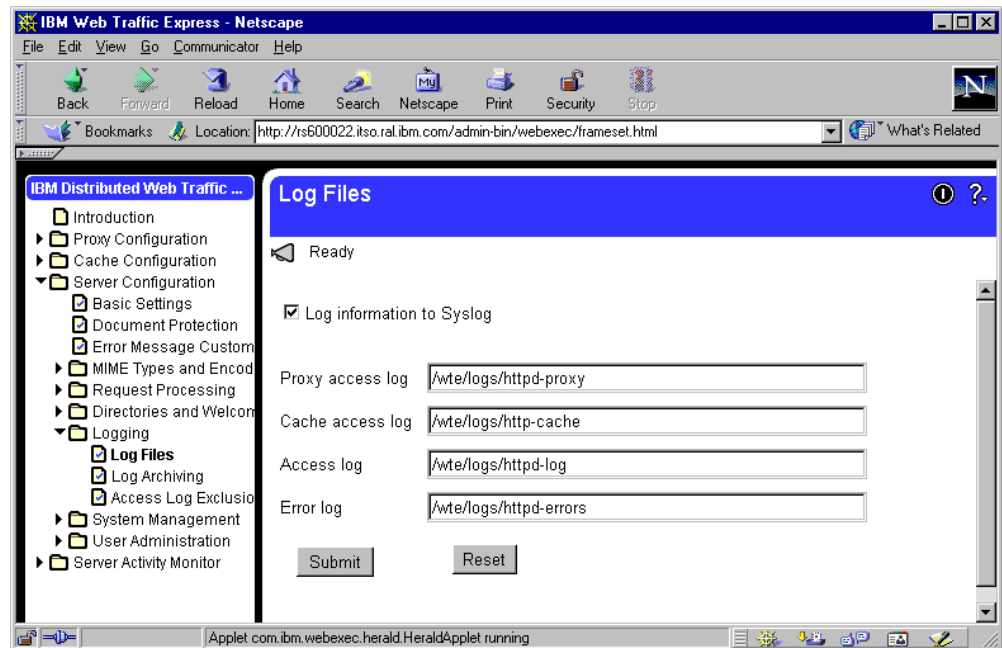 IBM Web Traffic Express - Netscape
File Edit View Go Communicator Help
Back Forward Reload Home Search Netscape Print Security Stop
My
N
Bookmarks Location: http://rs600022.itso.ral.ibm.com/admin-bin/webexec/frameset.html What's Related
IBM Distributed Web Traffic ...
Introduction
Proxy Configuration
Cache Configuration
Server Configuration
Basic Settings
Document Protection
Error Message Custom
MIME Types and Encod
Request Processing
Directories and Welcom
Logging
Log Files
Log Archiving
Access Log Exclusio
System Management
User Administration
Server Activity Monitor
Log Files
Ready
Log information to Syslog
Proxy access log /wte/logs/httpd-proxy
Cache access log /wte/logs/http-cache
Access log /wte/logs/httpd-log
Error log /wte/logs/httpd-errors
Submit Reset
Applet com.ibm.webexec.herald.HeraldApplet running